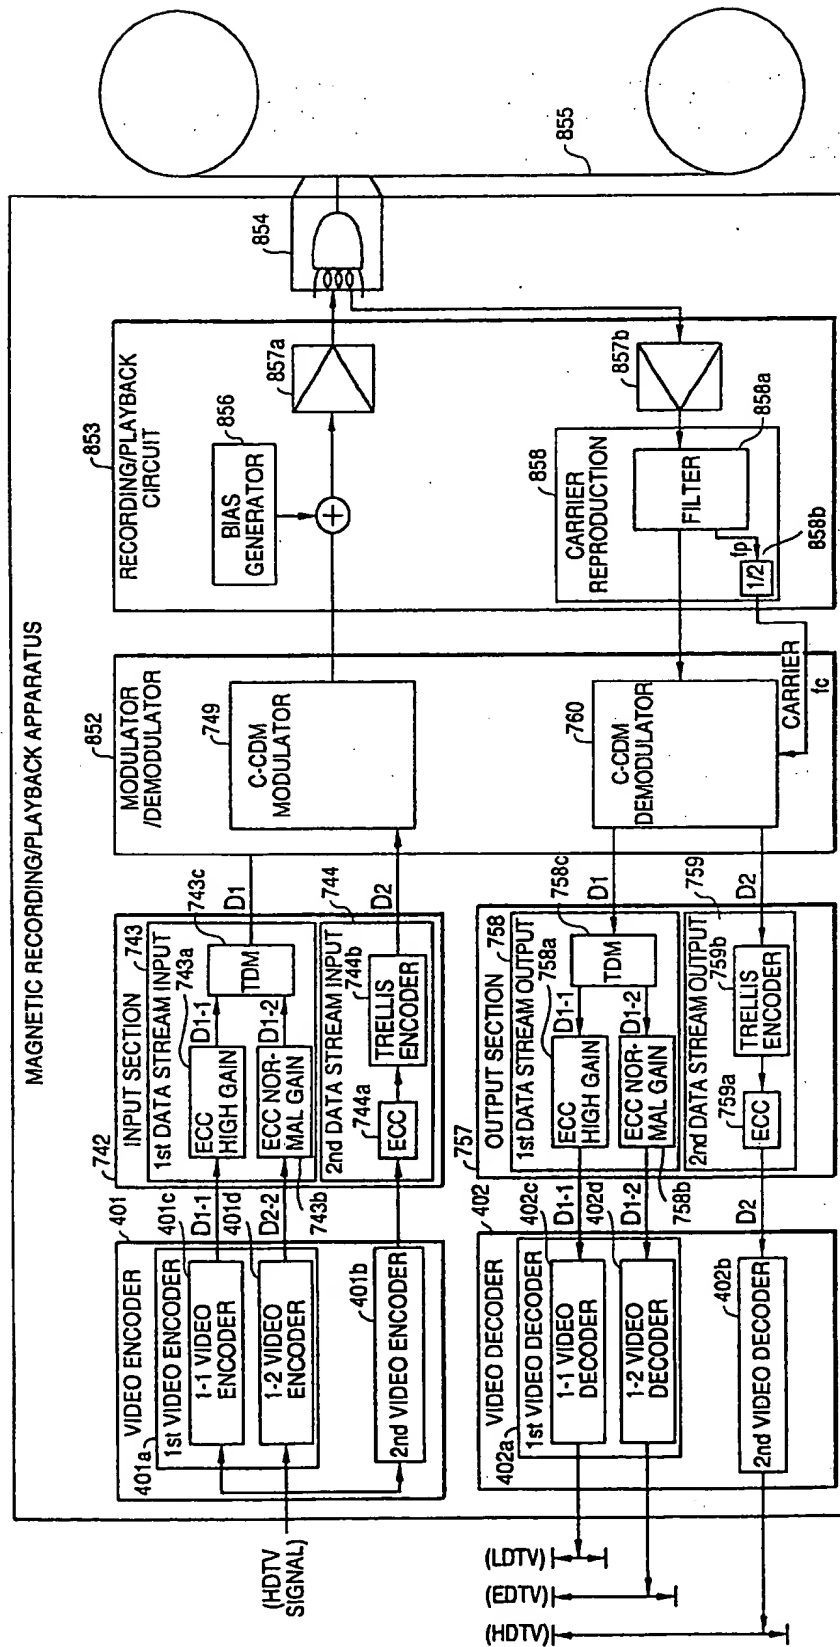 MAGNETIC RECORDING/PLAYBACK APPARATUS
(HDTV
SIGNAL)
401
VIDEO ENCODER
401a
1st VIDEO ENCODER
401c
1-1 VIDEO
ENCODER
401d
1-2 VIDEO
ENCODER
401b
2nd VIDEO ENCODER
D1-1
D2-2
742
INPUT SECTION
743
1st DATA STREAM INPUT
743a
ECC
HIGH GAIN
D1-1
743c
TDM
ECC NOR-
MAL GAIN
D1-2
743b
744
2nd DATA STREAM INPUT
744a
ECC
744b
TRELLIS
ENCODER
D1
D2
852
MODULATOR
/DEMODULATOR
749
C-CDM
MODULATOR
853
RECORDING/PLAYBACK
CIRCUIT
856
BIAS
GENERATOR
+
857a
854
855
857b
858
CARRIER
REPRODUCTION
858a
FILTER
fp
1/2
858b
CARRIER
fc
760
C-CDM
DEMODULATOR
D1
D2
757
OUTPUT SECTION
758
1st DATA STREAM OUTPUT
758a
758c
TDM
D1-1
D1-2
ECC
HIGH GAIN
ECC NOR-
MAL GAIN
758b
759
2nd DATA STREAM OUTPUT
759b
TRELLIS
ENCODER
759a
ECC
D1-1
D1-2
D2
402
VIDEO DECODER
402a
1st VIDEO DECODER
402c
1-1 VIDEO
DECODER
402d
1-2 VIDEO
DECODER
402b
2nd VIDEO DECODER
(LDTV)
(EDTV)
(HDTV)